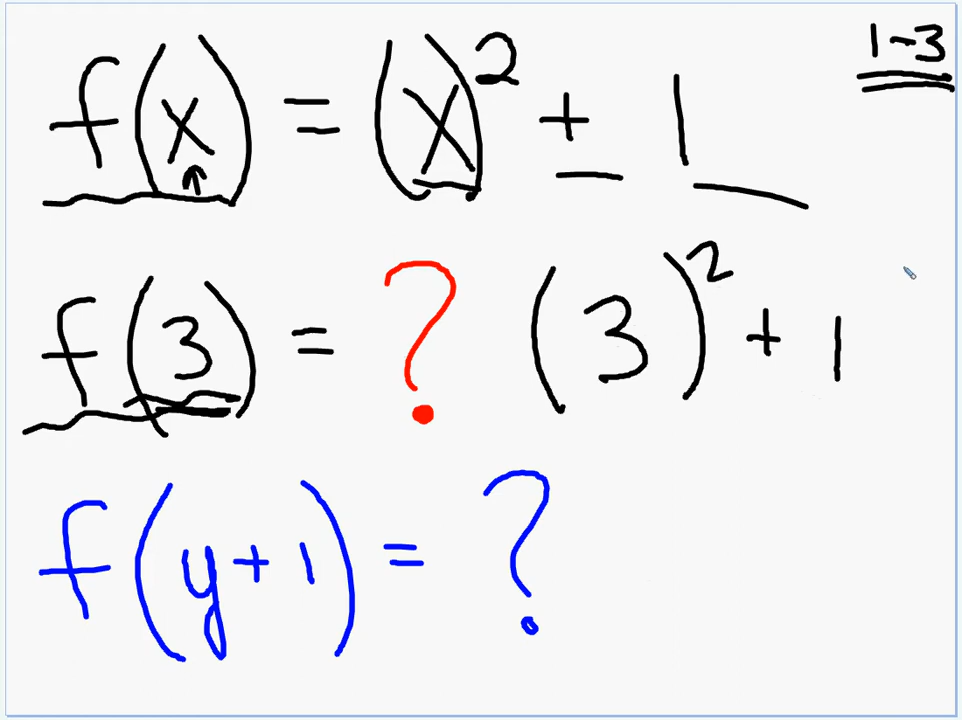 1-3
f(x) = (x)² + 1
f(3) = ? (3)² + 1
f(y+1) = ?